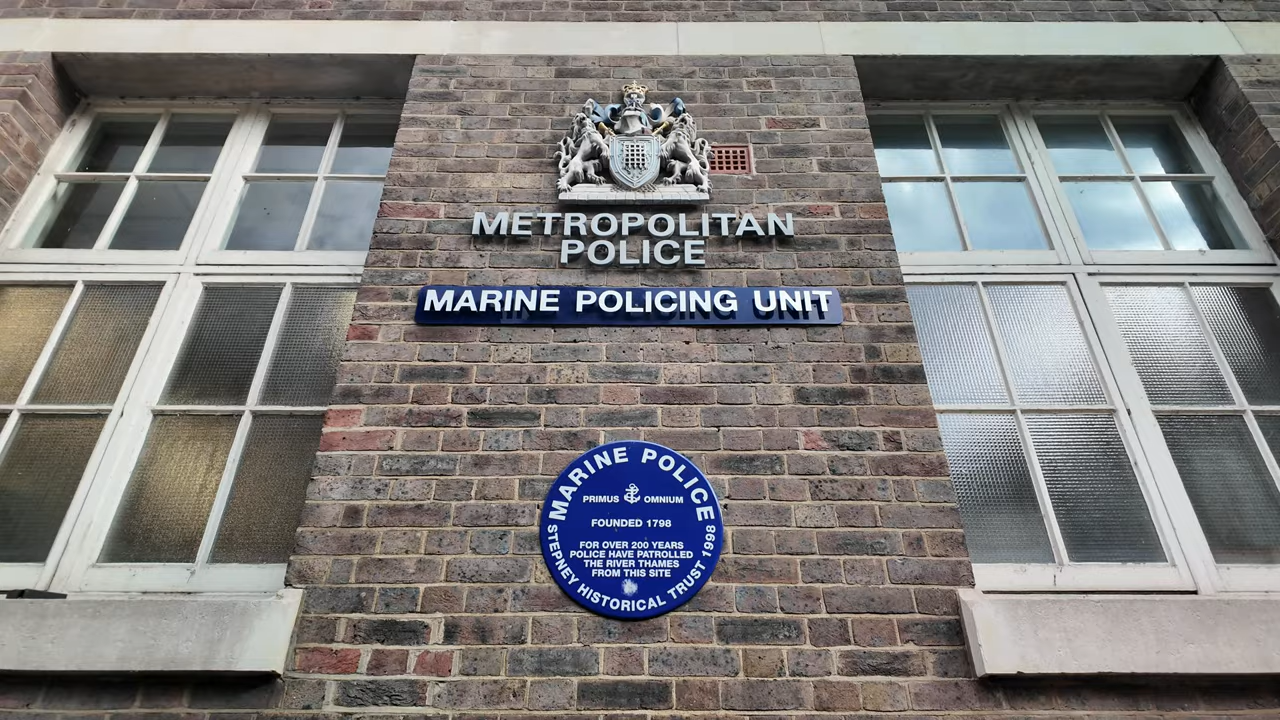 METROPOLITAN
POLICE
MARINE POLICING UNIT
MARINE POLICE
PRIMUS OMNIUM
FOUNDED 1798
FOR OVER 200 YEARS
POLICE HAVE PATROLLED
THE RIVER THAMES
FROM THIS SITE
STEPNEY HISTORICAL TRUST 1998